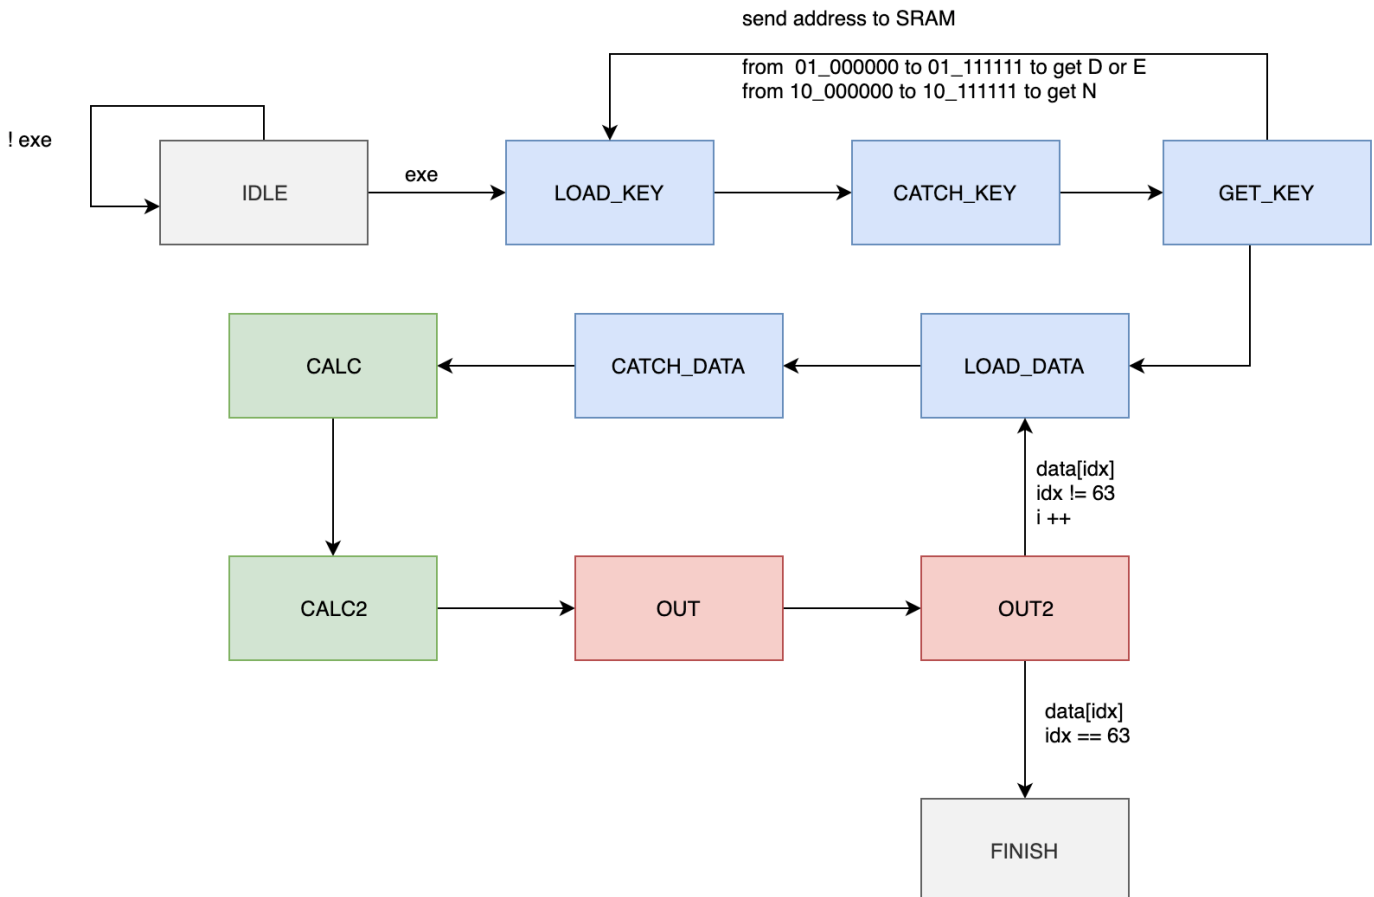 send address to SRAM
from 01_000000 to 01_111111 to get D or E
from 10_000000 to 10_111111 to get N
! exe
IDLE
exe
LOAD_KEY
CATCH_KEY
GET_KEY
CALC
CATCH_DATA
LOAD_DATA
data[idx]
idx != 63
i ++
CALC2
OUT
OUT2
data[idx]
idx == 63
FINISH